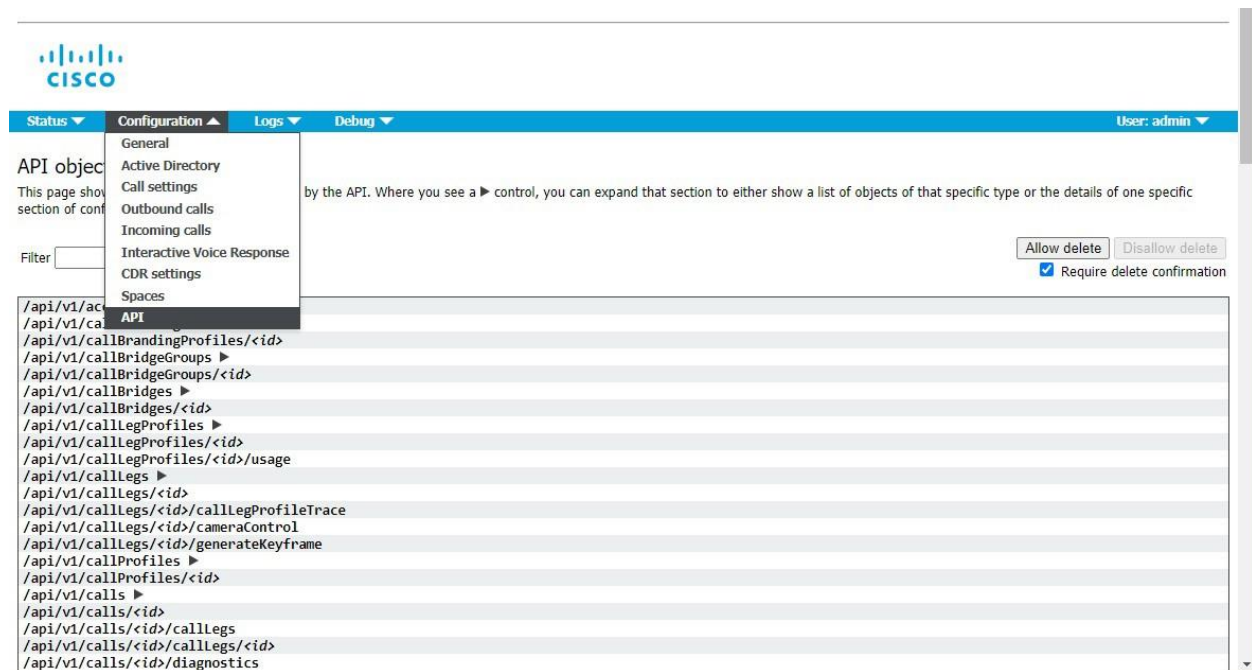 CISCO
Status Configuration Logs Debug User: admin
General
Active Directory
Call settings
Outbound calls
Incoming calls
Interactive Voice Response
CDR settings
Spaces
API
API objec
This page by the API. Where you see a ▶ control, you can expand that section to either show a list of objects of that specific type or the details of one specific
section of
Filter
Allow delete Disallow delete
Require delete confirmation
/api/v1/
/api/v1/
/api/v1/callBrandingProfiles/<id>
/api/v1/callBridgeGroups ▶
/api/v1/callBridgeGroups/<id>
/api/v1/callBridges ▶
/api/v1/callBridges/<id>
/api/v1/callLegProfiles ▶
/api/v1/callLegProfiles/<id>
/api/v1/callLegProfiles/<id>/usage
/api/v1/callLegs ▶
/api/v1/callLegs/<id>
/api/v1/callLegs/<id>/callLegProfileTrace
/api/v1/callLegs/<id>/cameraControl
/api/v1/callLegs/<id>/generateKeyframe
/api/v1/callProfiles ▶
/api/v1/callProfiles/<id>
/api/v1/calls ▶
/api/v1/calls/<id>
/api/v1/calls/<id>/callLegs
/api/v1/calls/<id>/callLegs/<id>
/api/v1/calls/<id>/diagnostics